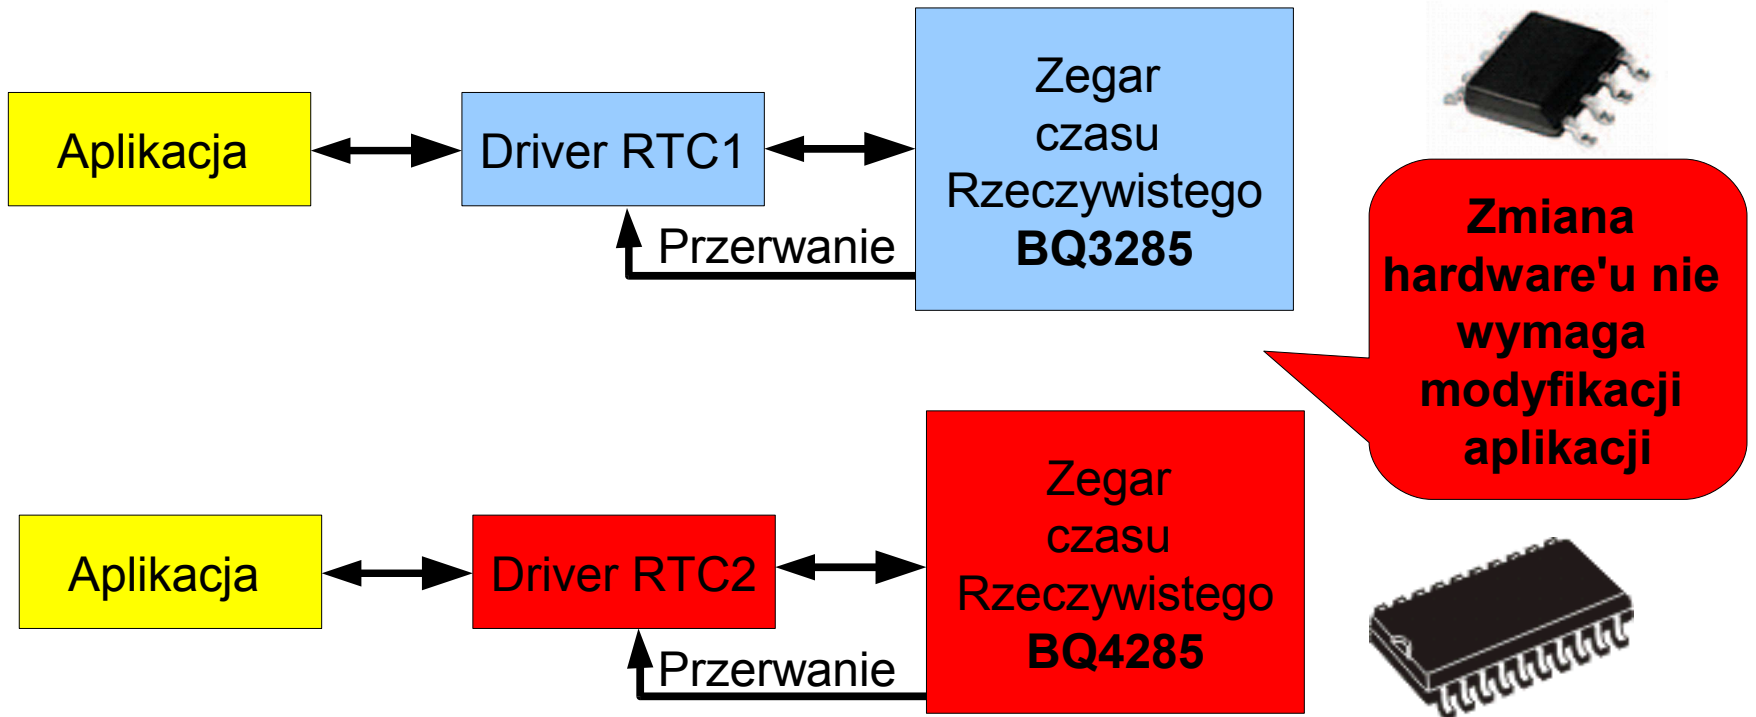 Aplikacja
Driver RTC1
Zegar
czasu
Rzeczywistego
BQ3285
Przerwanie
Zmiana
hardware'u nie
wymaga
modyfikacji
aplikacji
Aplikacja
Driver RTC2
Zegar
czasu
Rzeczywistego
BQ4285
Przerwanie